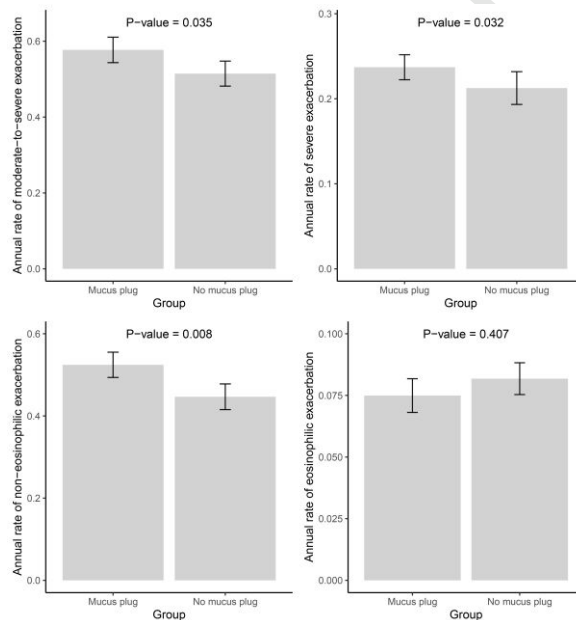 P−value = 0.035
Annual rate of moderate−to−severe exacerbation
0.6
0.4
0.2
0.0
Mucus plug
No mucus plug
Group
P−value = 0.032
Annual rate of severe exacerbation
0.3
0.2
0.1
0.0
Mucus plug
No mucus plug
Group
P−value = 0.008
Annual rate of non−eosinophilic exacerbation
0.6
0.4
0.2
0.0
Mucus plug
No mucus plug
Group
P−value = 0.407
Annual rate of eosinophilic exacerbation
0.100
0.075
0.050
0.025
0.000
Mucus plug
No mucus plug
Group